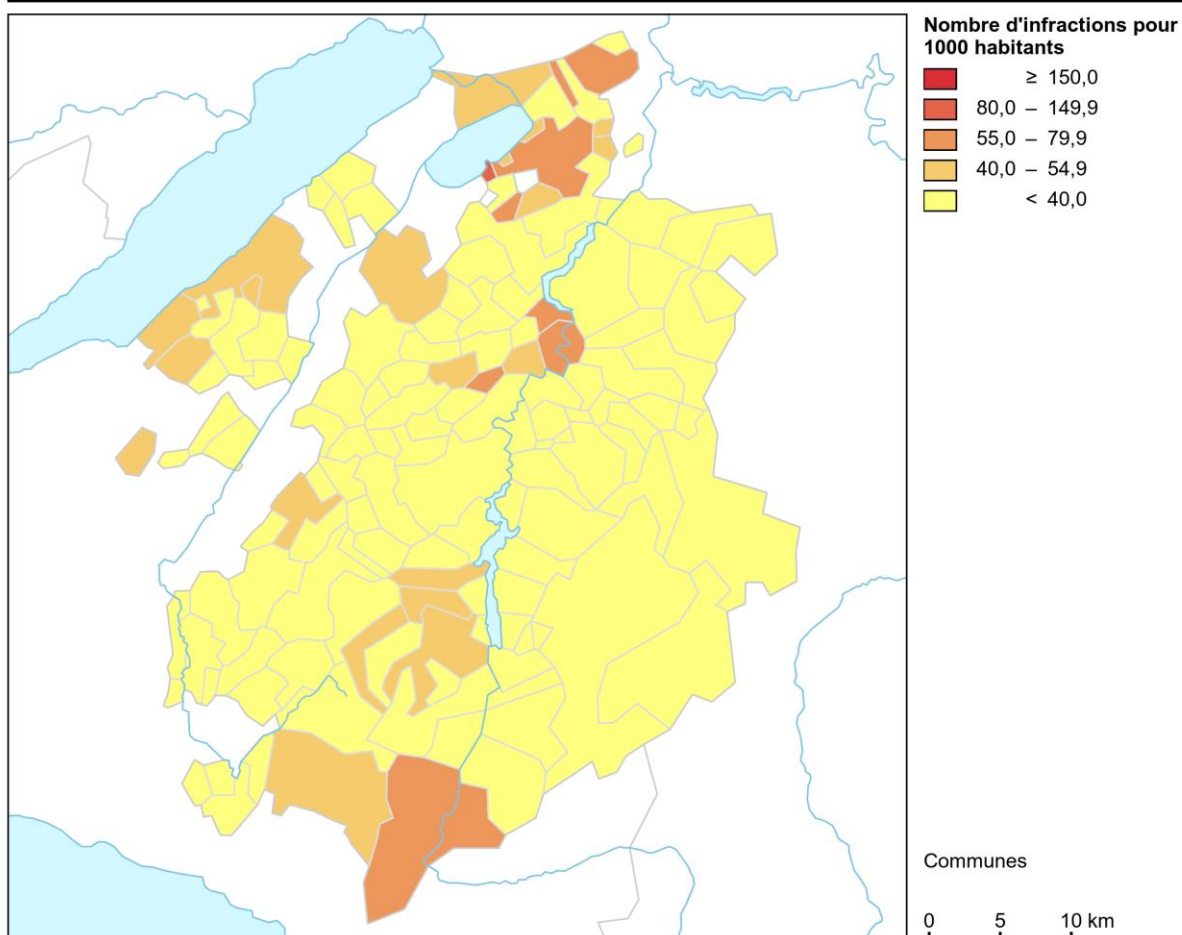 Nombre d'infractions pour
1000 habitants
≥ 150,0
80,0 – 149,9
55,0 – 79,9
40,0 – 54,9
< 40,0
Communes
0 5 10 km